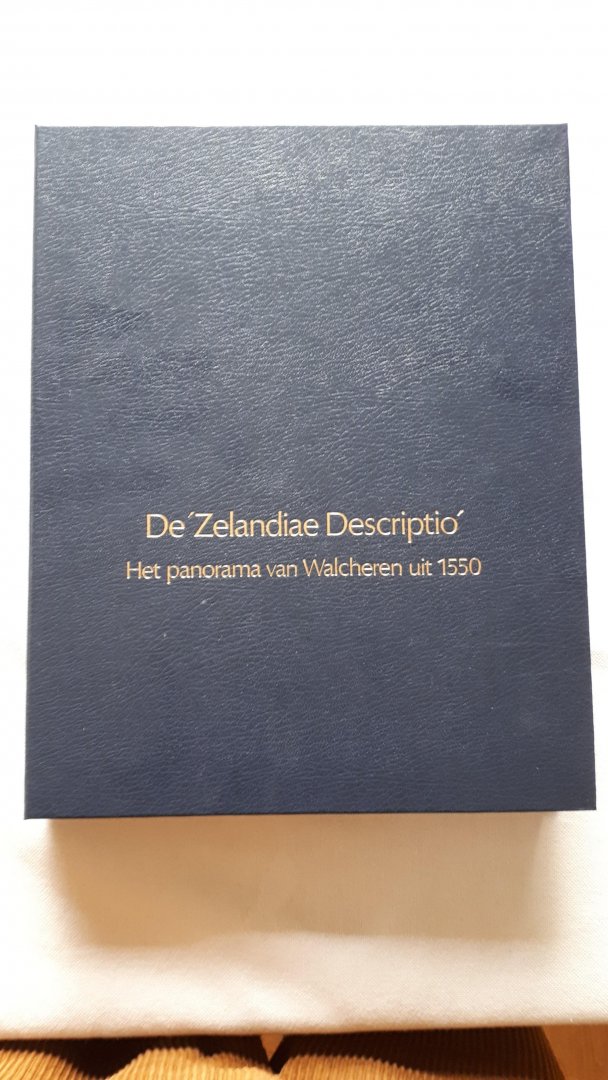 De ´Zelandiae Descriptio´
Het panorama van Walcheren uit 1550